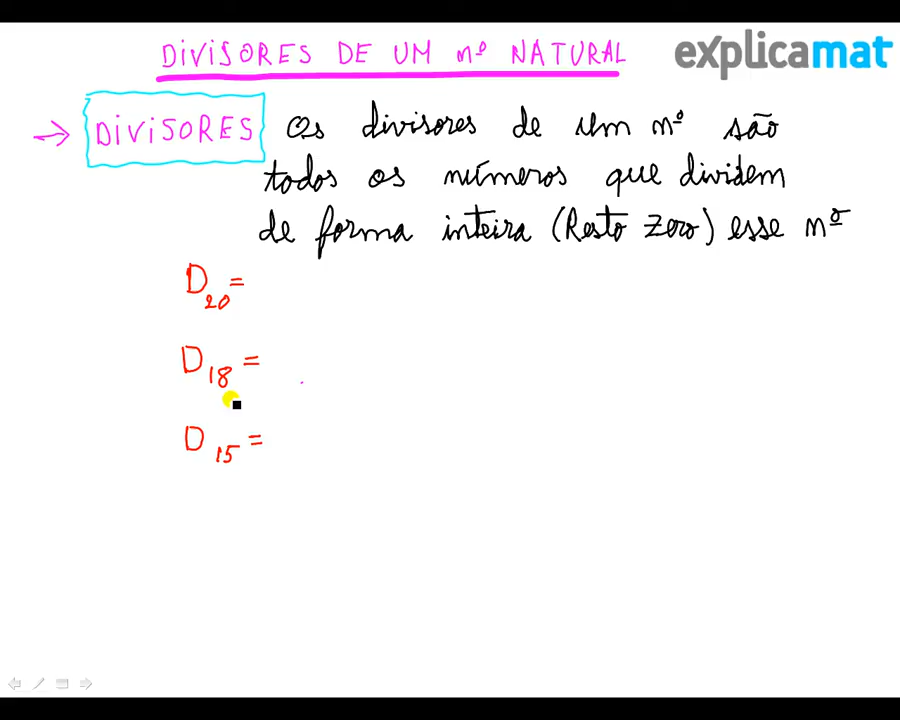 DIVISORES DE UM nº NATURAL
explicamat
→ DIVISORES Os divisores de um nº são
todos os números que dividem
de forma inteira (Resto Zero) esse nº
D20=
D18=
D15=